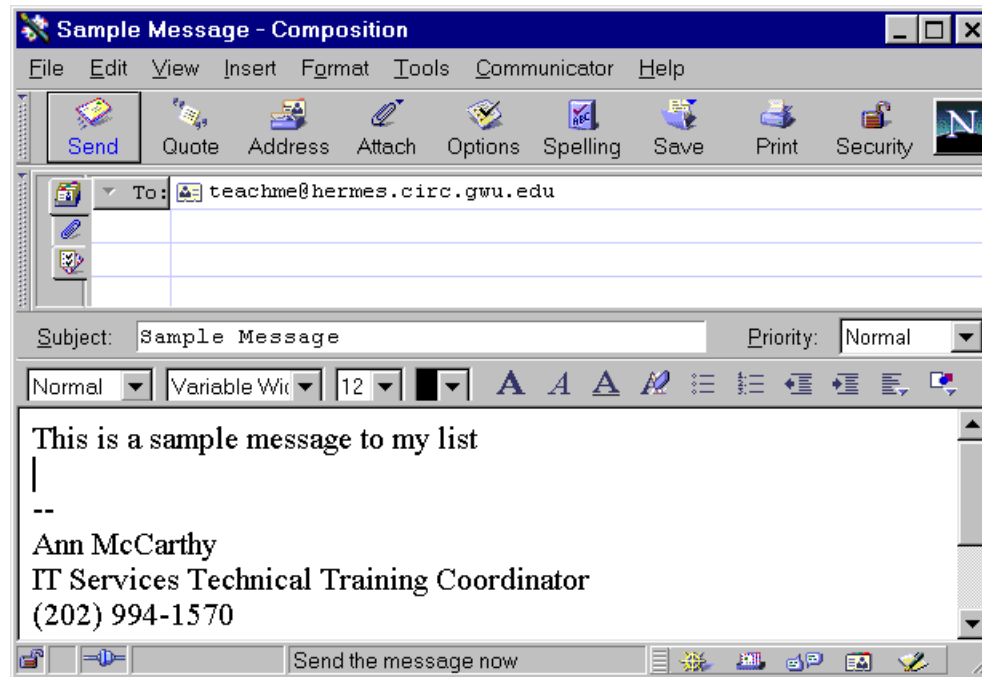 Sample Message - Composition
File Edit View Insert Format Tools Communicator Help
Send Quote Address Attach Options Spelling Save Print Security N
To: teachme@hermes.circ.gwu.edu
Subject: Sample Message Priority: Normal
Normal Variable Wi 12 A A A
This is a sample message to my list
--
Ann McCarthy
IT Services Technical Training Coordinator
(202) 994-1570
Send the message now